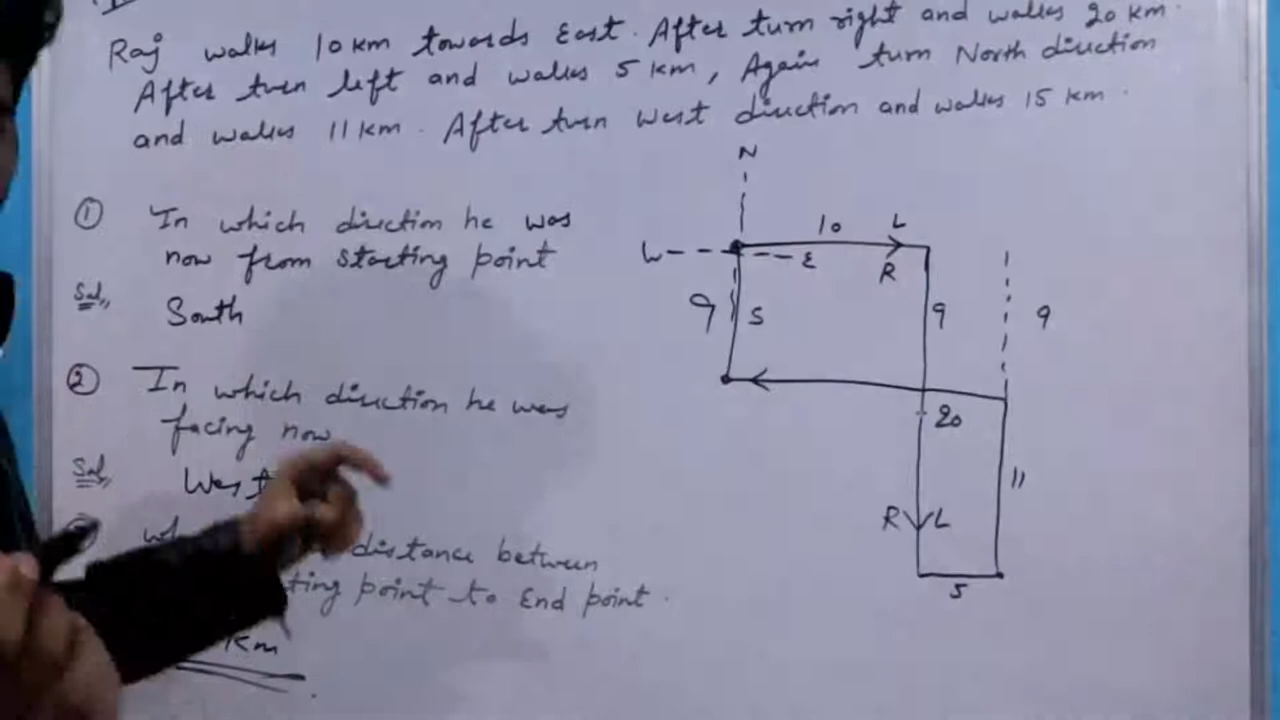 Raj walks 10 km towards East. After turn right and walks 20 km.
After turn left and walks 5 km, Again turn North direction
and walks 11 km. After turn west direction and walks 15 km.
① In which direction he was
now from starting point
Sol,, South
② In which direction he was
facing now
Sol,, West
distance between
ting point to End point.
Km
N
W
E
S
10
L
R
9
9
9
20
11
R
L
5